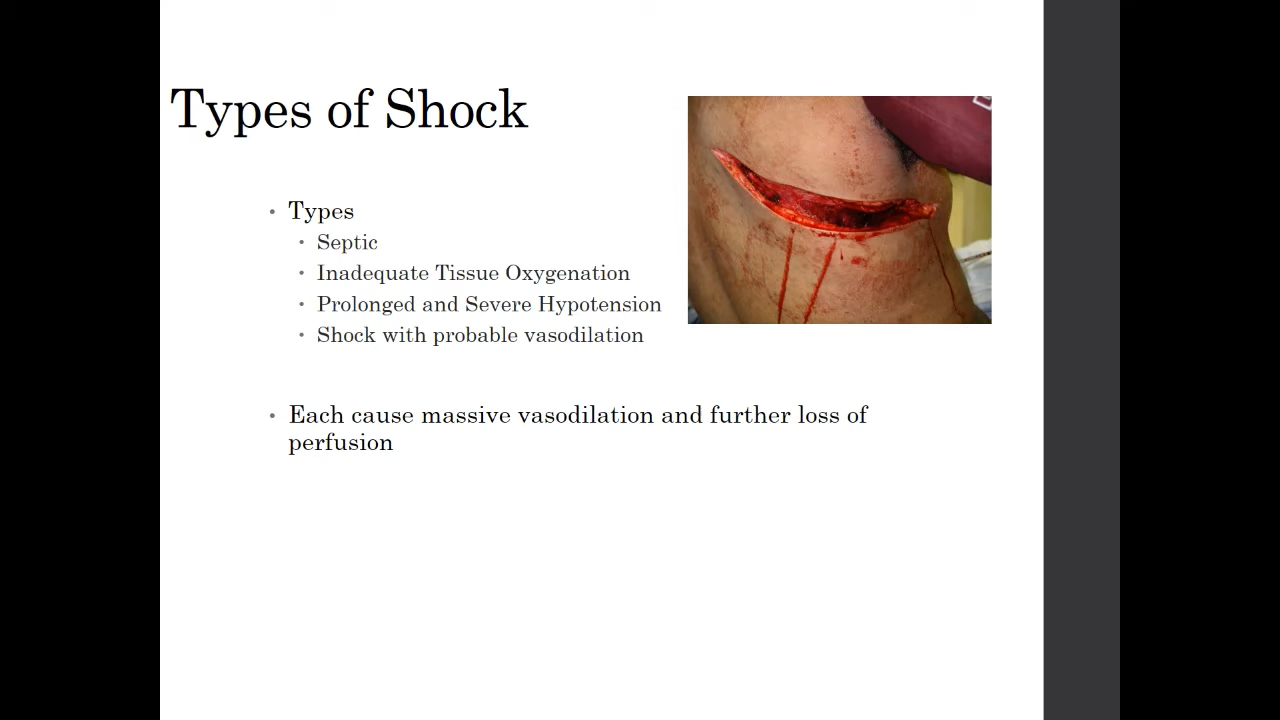 Types of Shock
• Types
• Septic
• Inadequate Tissue Oxygenation
• Prolonged and Severe Hypotension
• Shock with probable vasodilation
• Each cause massive vasodilation and further loss of
perfusion